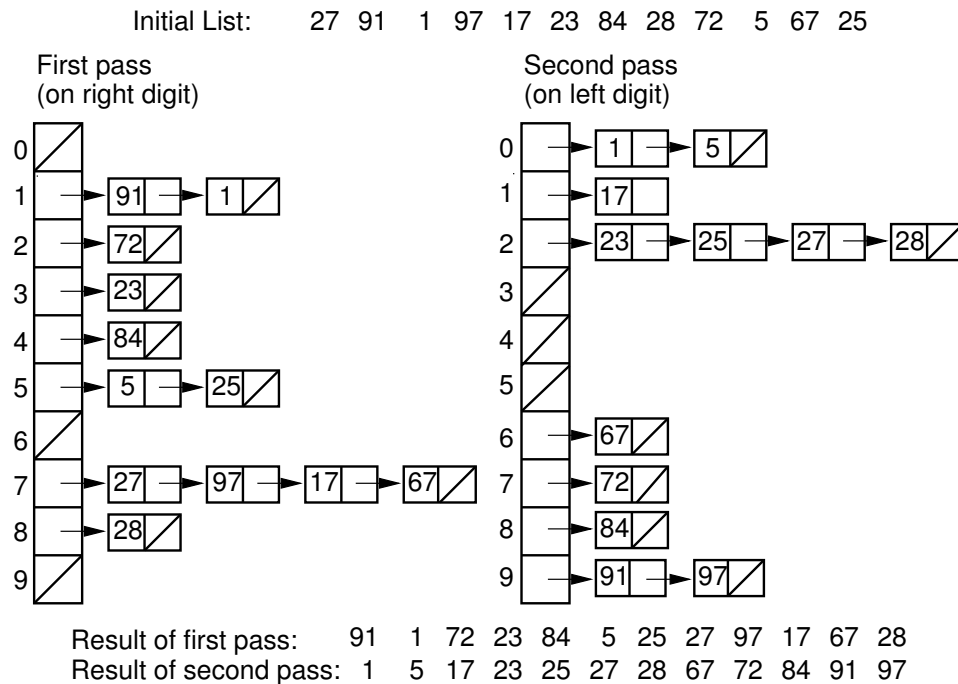 Initial List: 27 91 1 97 17 23 84 28 72 5 67 25
First pass
(on right digit)
0
1 91 1
2 72
3 23
4 84
5 5 25
6
7 27 97 17 67
8 28
9
Second pass
(on left digit)
0 1 5
1 17
2 23 25 27 28
3
4
5
6 67
7 72
8 84
9 91 97
Result of first pass: 91 1 72 23 84 5 25 27 97 17 67 28
Result of second pass: 1 5 17 23 25 27 28 67 72 84 91 97